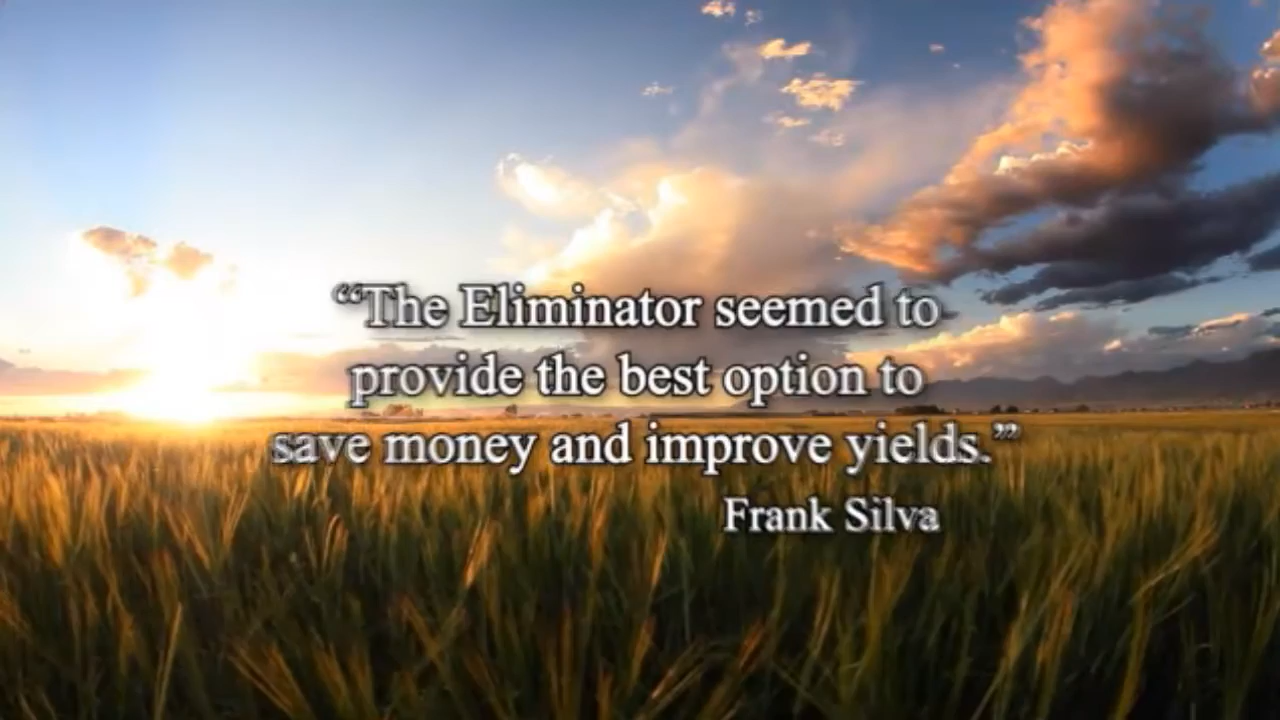 “The Eliminator seemed to
provide the best option to
save money and improve yields.”
Frank Silva